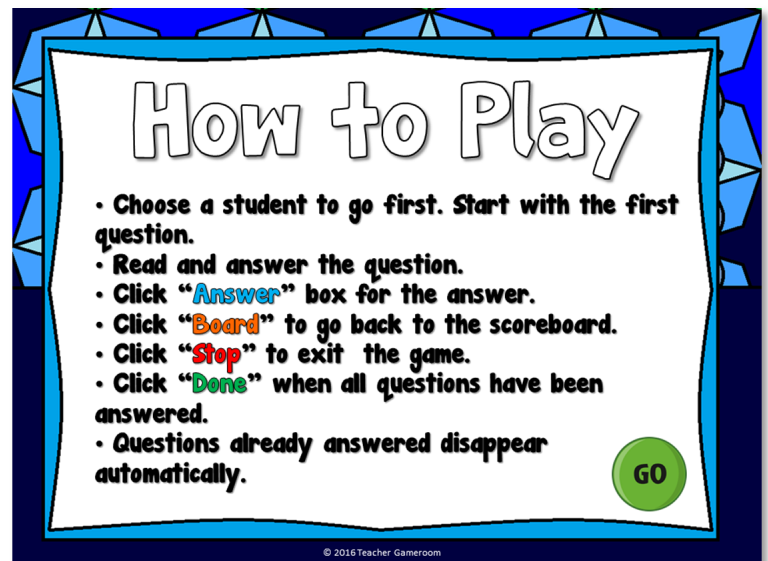 How to Play
• Choose a student to go first. Start with the first
question.
• Read and answer the question.
• Click “Answer” box for the answer.
• Click “Board” to go back to the scoreboard.
• Click “Stop” to exit  the game.
• Click “Done” when all questions have been
answered.
• Questions already answered disappear
automatically.
GO
© 2016 Teacher Gameroom